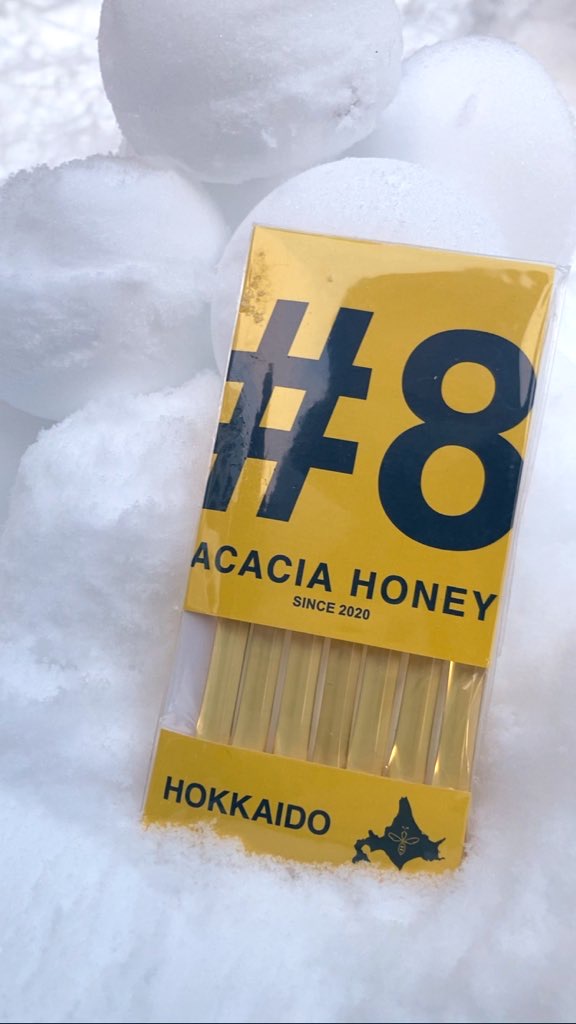 #8
ACACIA HONEY
SINCE 2020
HOKKAIDO